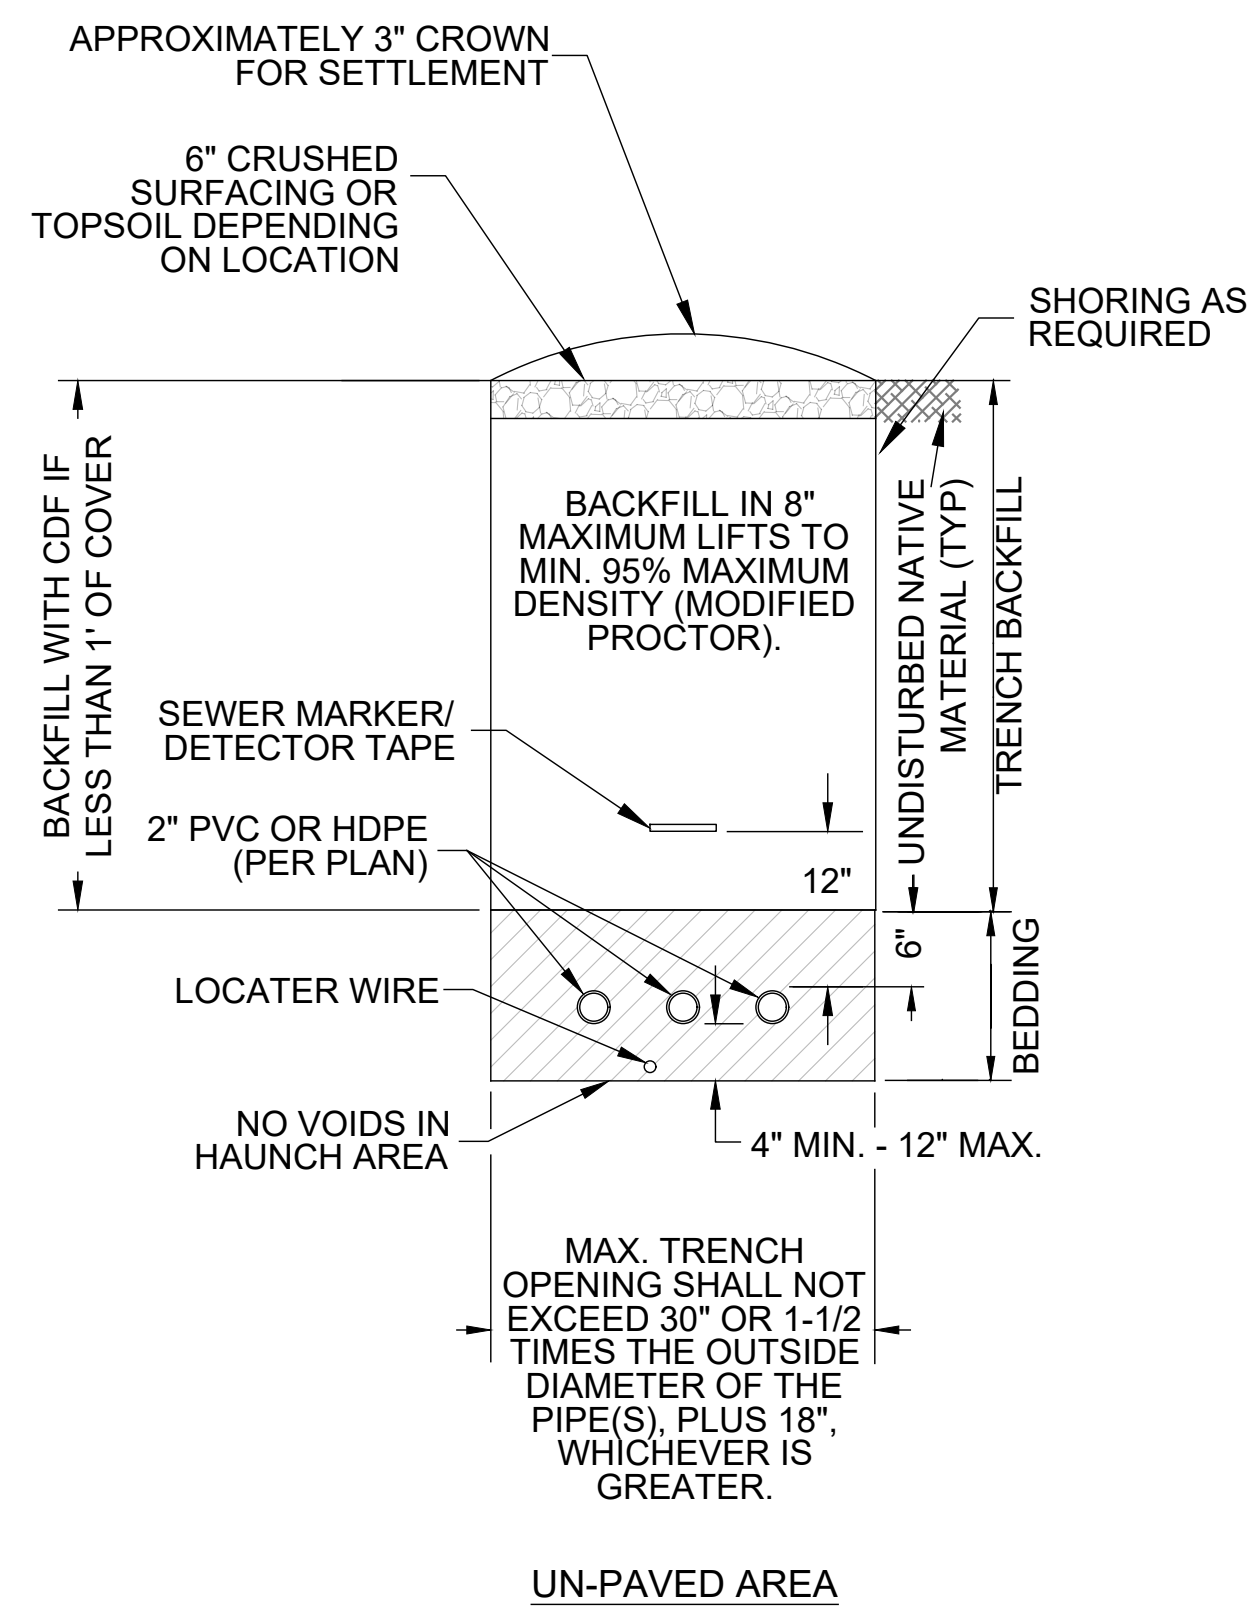 APPROXIMATELY 3" CROWN
FOR SETTLEMENT
6" CRUSHED
SURFACING OR
TOPSOIL DEPENDING
ON LOCATION
SHORING AS
REQUIRED
BACKFILL WITH CDF IF
LESS THAN 1' OF COVER
BACKFILL IN 8"
MAXIMUM LIFTS TO
MIN. 95% MAXIMUM
DENSITY (MODIFIED
PROCTOR).
UNDISTURBED NATIVE
MATERIAL (TYP)
TRENCH BACKFILL
SEWER MARKER/
DETECTOR TAPE
2" PVC OR HDPE
(PER PLAN)
12"
6"
BEDDING
LOCATER WIRE
NO VOIDS IN
HAUNCH AREA
4" MIN. - 12" MAX.
MAX. TRENCH
OPENING SHALL NOT
EXCEED 30" OR 1-1/2
TIMES THE OUTSIDE
DIAMETER OF THE
PIPE(S), PLUS 18",
WHICHEVER IS
GREATER.
UN-PAVED AREA